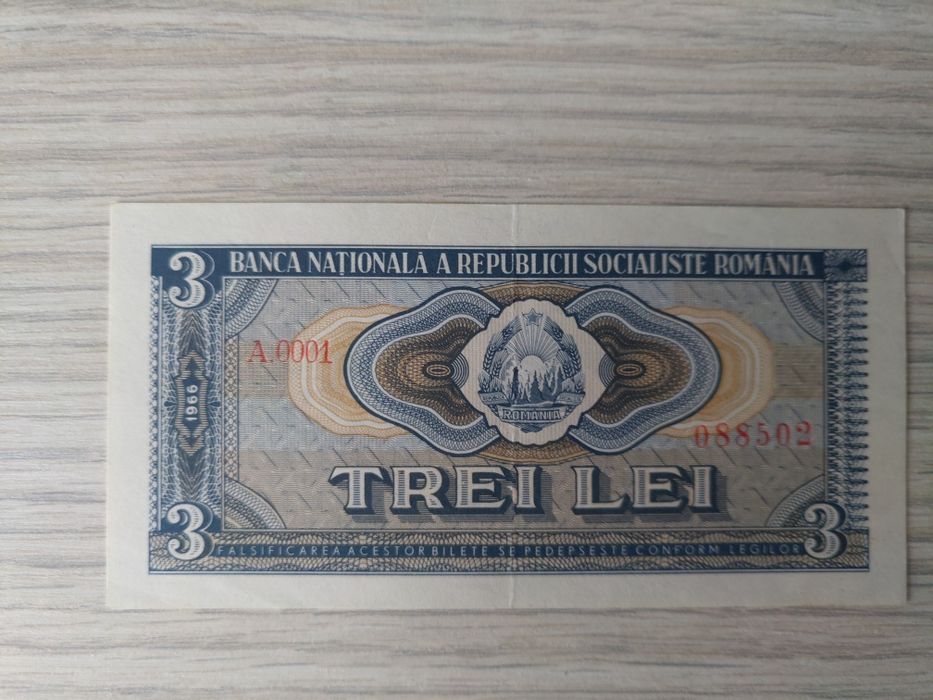 3 BANCA NAȚIONALĂ A REPUBLICII SOCIALISTE ROMÂNIA
A.0001
1966
ROMÂNIA
088502
TREI LEI
3 FALSIFICAREA ACESTOR BILETE SE PEDEPSEȘTE CONFORM LEGILOR 3